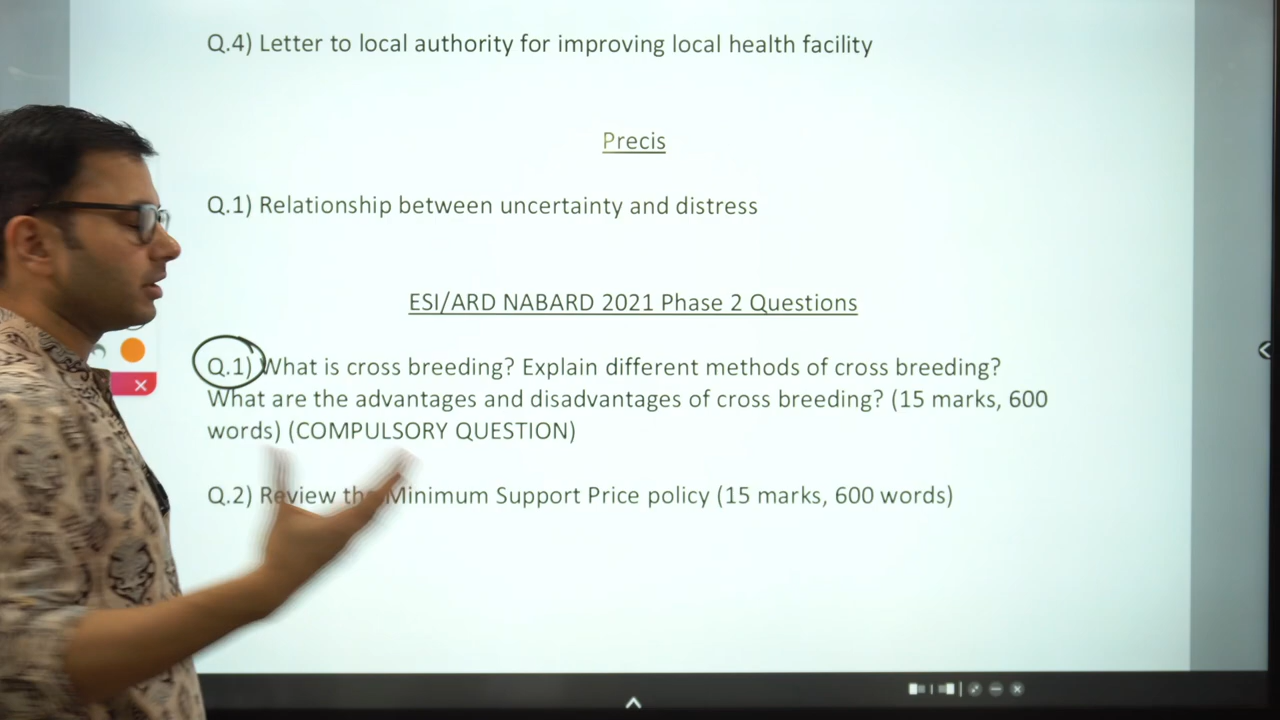 Q.4) Letter to local authority for improving local health facility
Precis
Q.1) Relationship between uncertainty and distress
ESI/ARD NABARD 2021 Phase 2 Questions
Q.1) What is cross breeding? Explain different methods of cross breeding?
What are the advantages and disadvantages of cross breeding? (15 marks, 600
words) (COMPULSORY QUESTION)
Q.2) Review the Minimum Support Price policy (15 marks, 600 words)